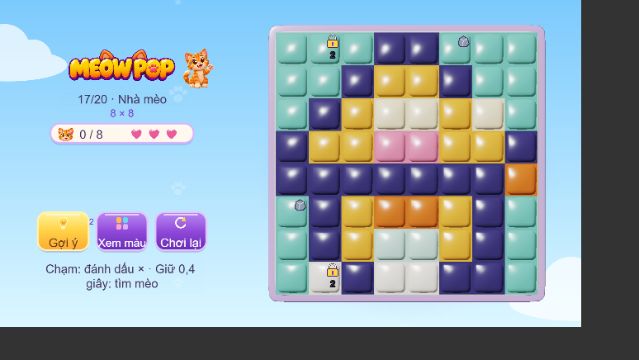 MEOW POP
17/20 · Nhà mèo
8 × 8
0 / 8
2
Gợi ý
Xem màu
Chơi lại
Chạm: đánh dấu × · Giữ 0,4
giây: tìm mèo
2
2